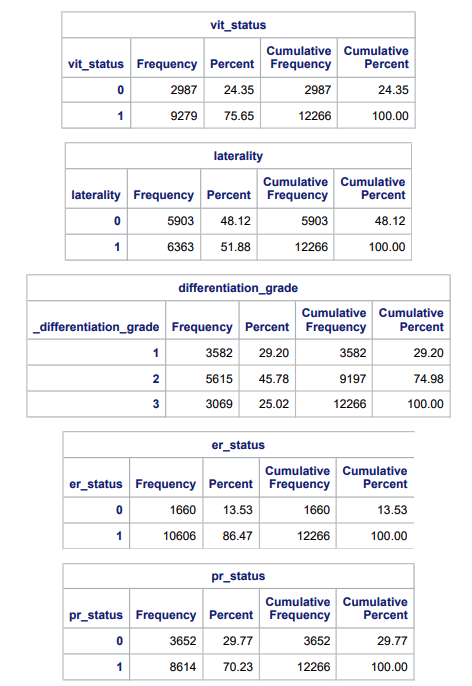 vit_status
vit_status Frequency Percent Cumulative Frequency Cumulative Percent
0 2987 24.35 2987 24.35
1 9279 75.65 12266 100.00
laterality
laterality Frequency Percent Cumulative Frequency Cumulative Percent
0 5903 48.12 5903 48.12
1 6363 51.88 12266 100.00
differentiation_grade
_differentiation_grade Frequency Percent Cumulative Frequency Cumulative Percent
1 3582 29.20 3582 29.20
2 5615 45.78 9197 74.98
3 3069 25.02 12266 100.00
er_status
er_status Frequency Percent Cumulative Frequency Cumulative Percent
0 1660 13.53 1660 13.53
1 10606 86.47 12266 100.00
pr_status
pr_status Frequency Percent Cumulative Frequency Cumulative Percent
0 3652 29.77 3652 29.77
1 8614 70.23 12266 100.00